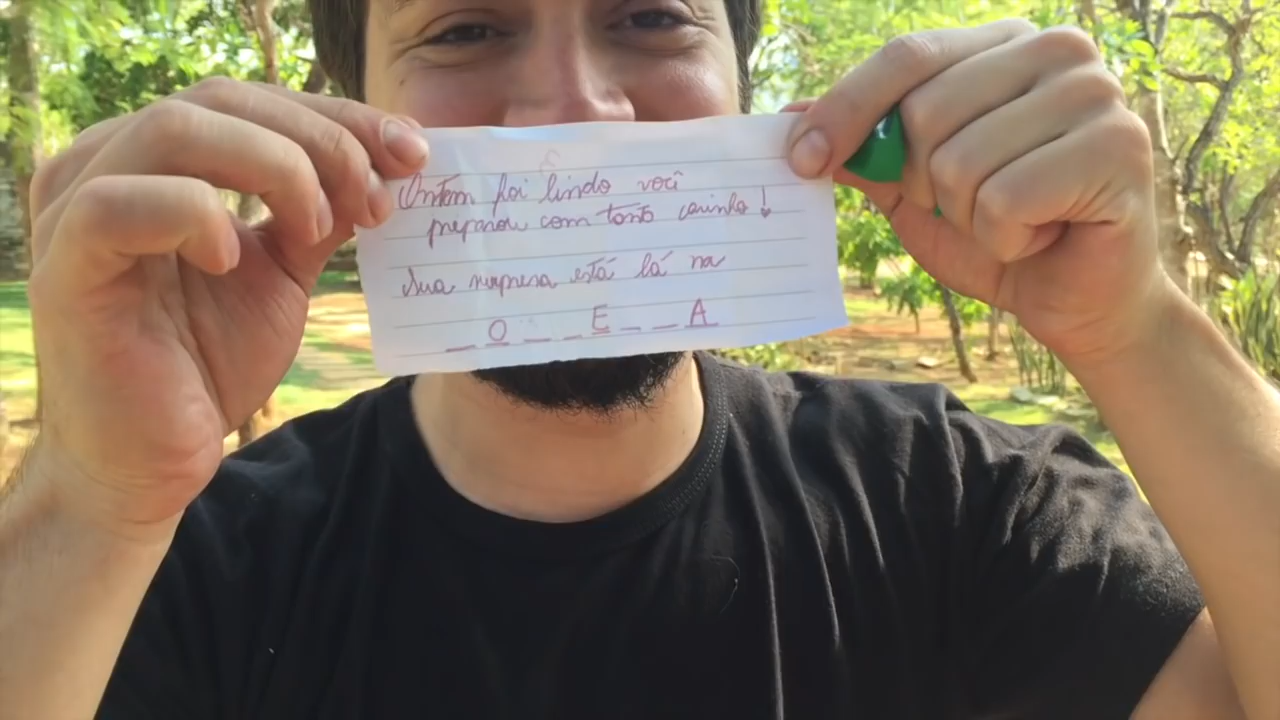 Ontem foi lindo você
preparou com tanto carinho!
Sua surpresa está lá na
_ O _ _ E _ _ A